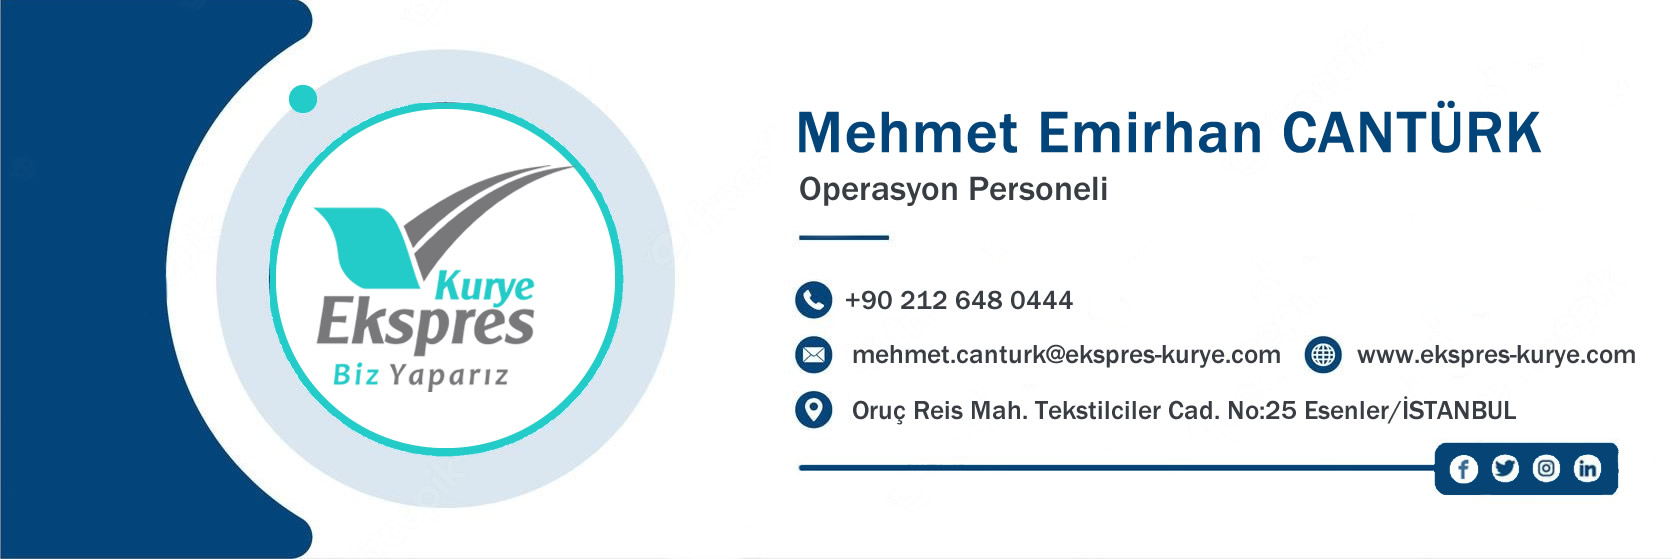 Kurye
Ekspres
Biz Yaparız
Mehmet Emirhan CANTÜRK
Operasyon Personeli
+90 212 648 0444
mehmet.canturk@ekspres-kurye.com www.ekspres-kurye.com
Oruç Reis Mah. Tekstilciler Cad. No:25 Esenler/İSTANBUL